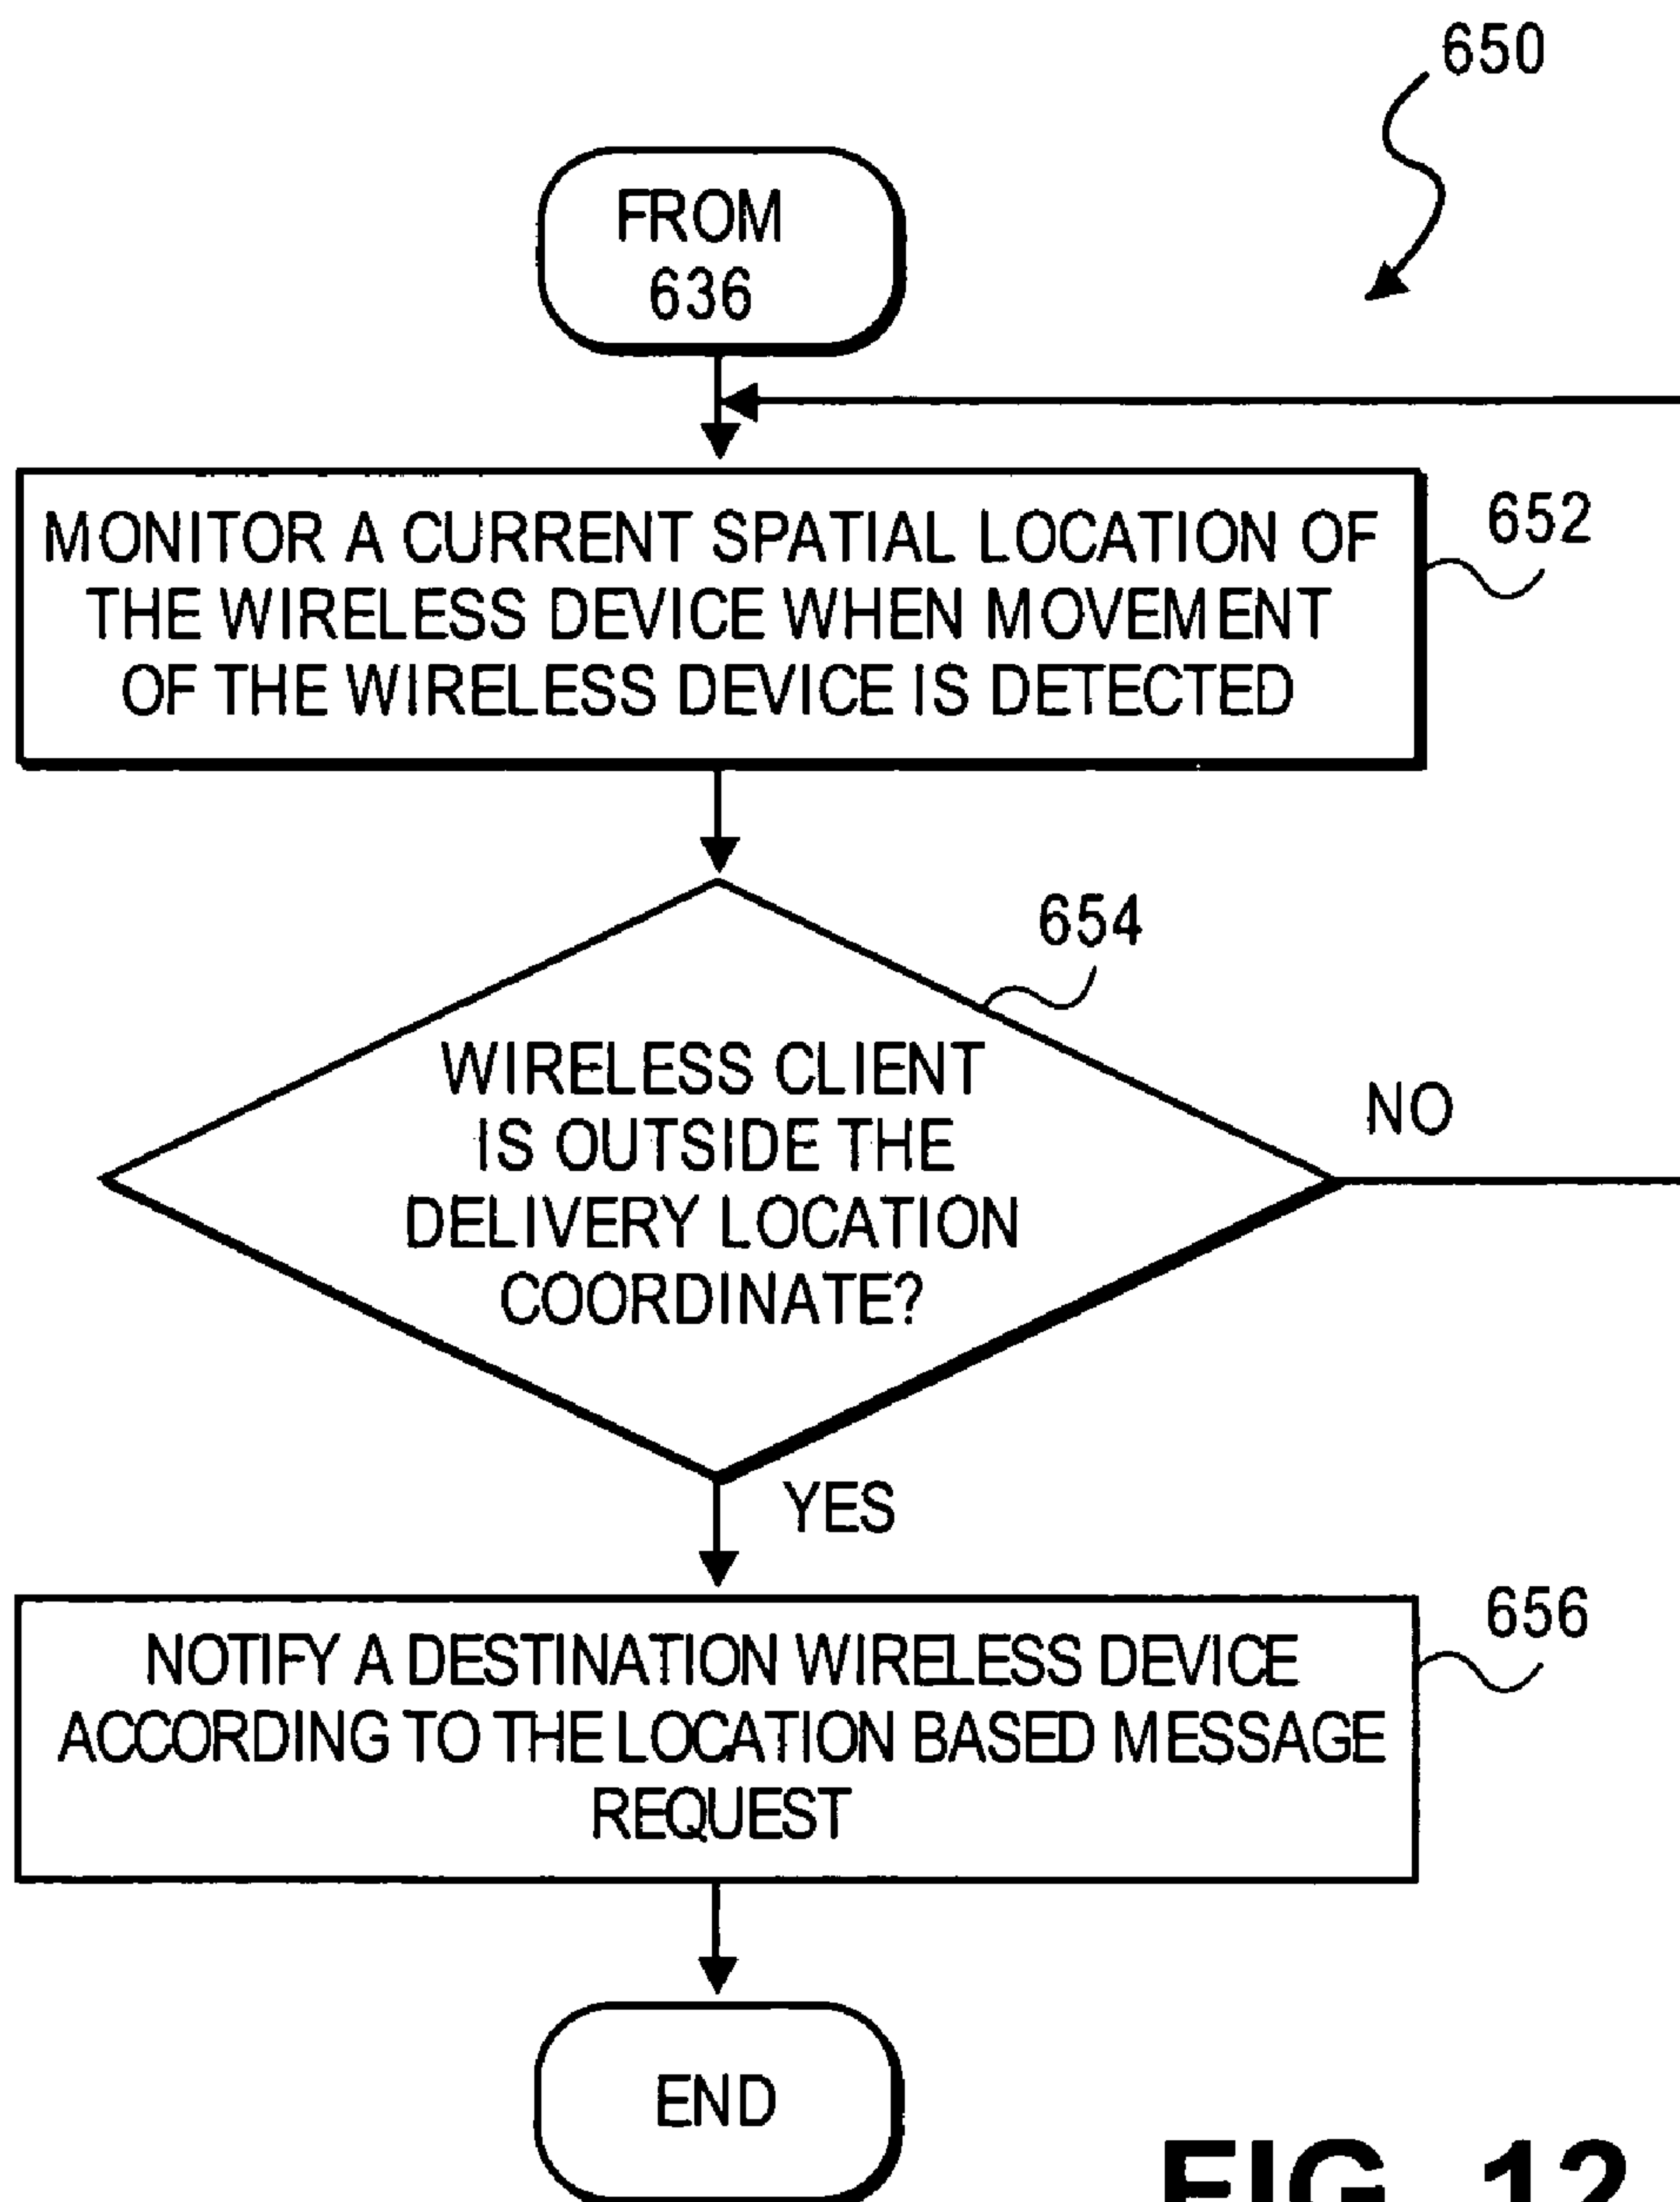 650
FROM
636
MONITOR A CURRENT SPATIAL LOCATION OF
THE WIRELESS DEVICE WHEN MOVEMENT
OF THE WIRELESS DEVICE IS DETECTED
652
654
WIRELESS CLIENT
IS OUTSIDE THE
DELIVERY LOCATION
COORDINATE?
NO
YES
NOTIFY A DESTINATION WIRELESS DEVICE
ACCORDING TO THE LOCATION BASED MESSAGE
REQUEST
656
END
FIG. 12